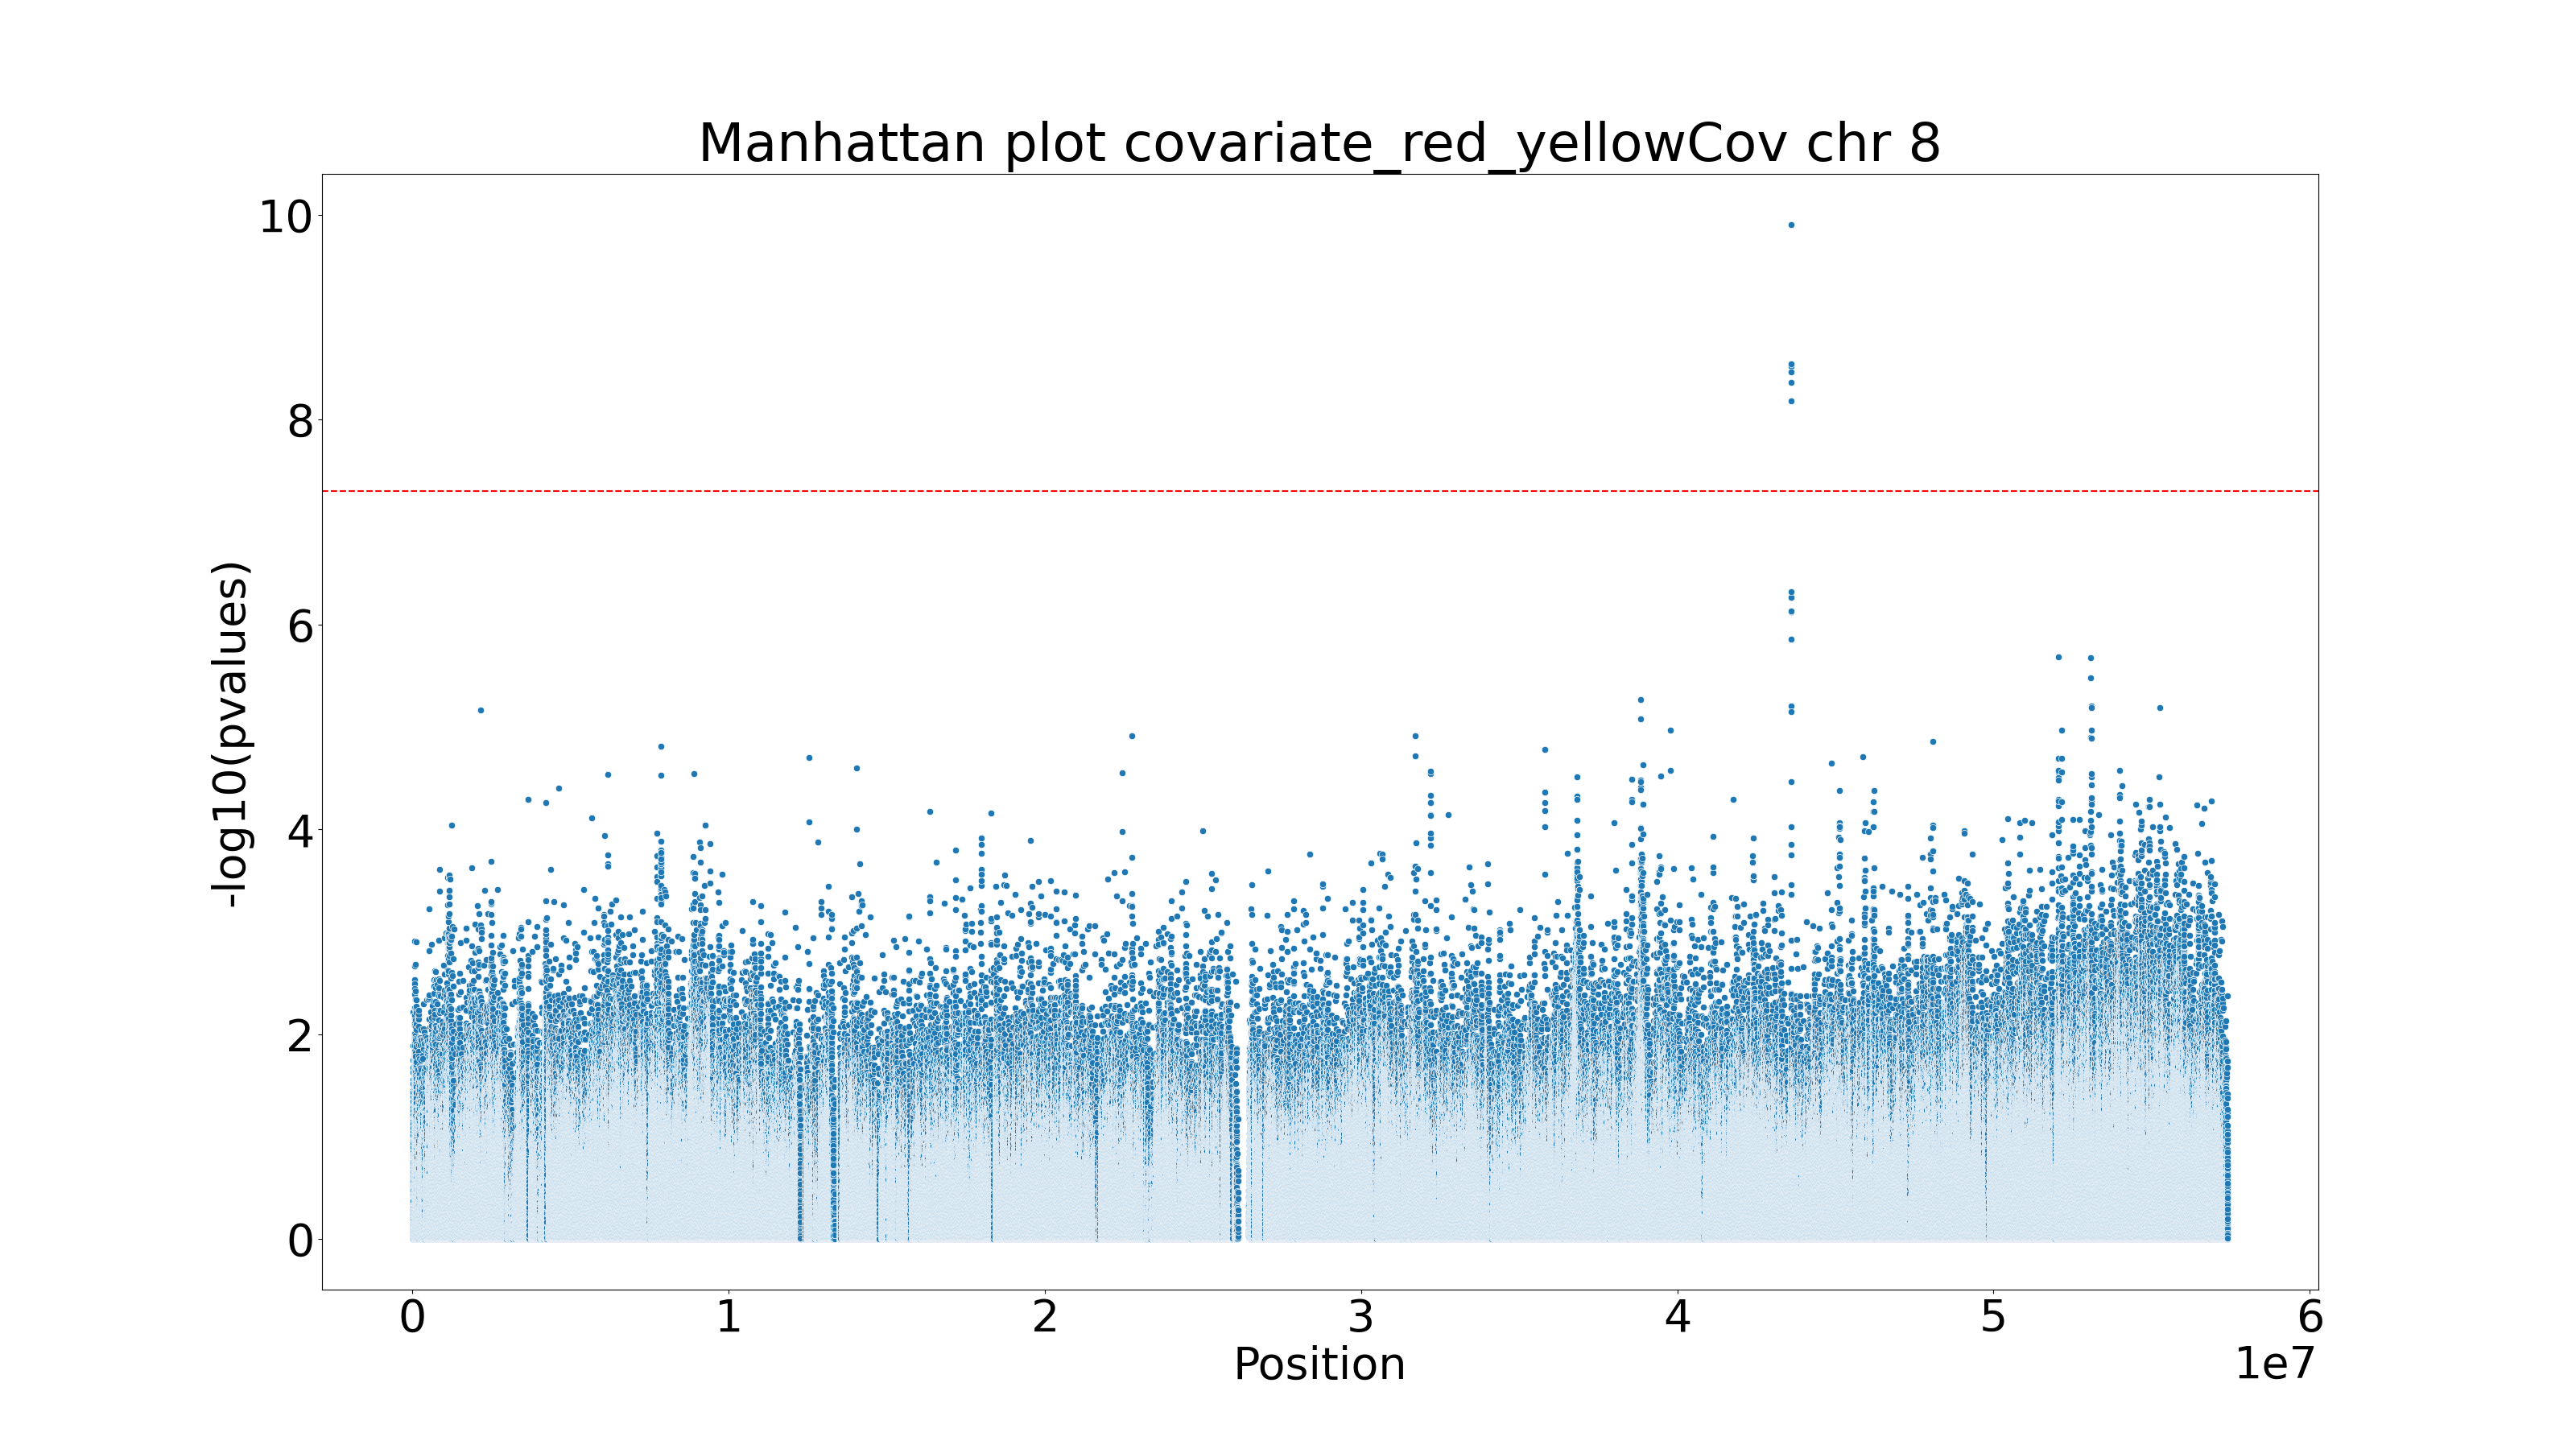 Manhattan plot covariate_red_yellowCov chr 8
10
8
6
4
2
0
-log10(pvalues)
0 1 2 3 4 5 6
1e7
Position